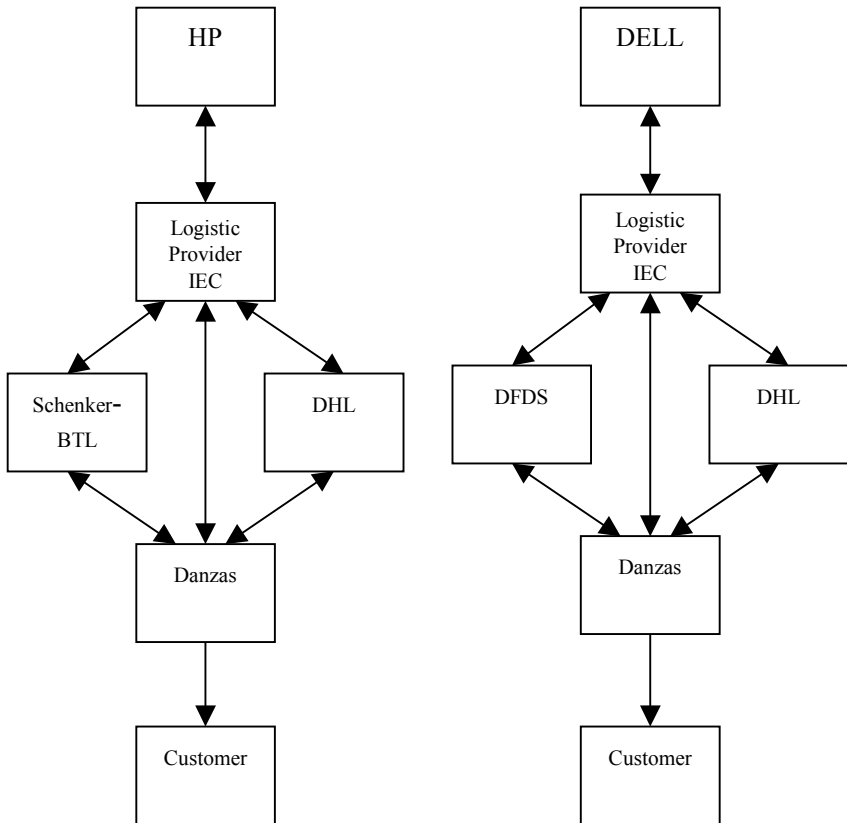 HP
DELL
Logistic
Provider
IEC
Logistic
Provider
IEC
Schenker-
BTL
DHL
DFDS
DHL
Danzas
Danzas
Customer
Customer